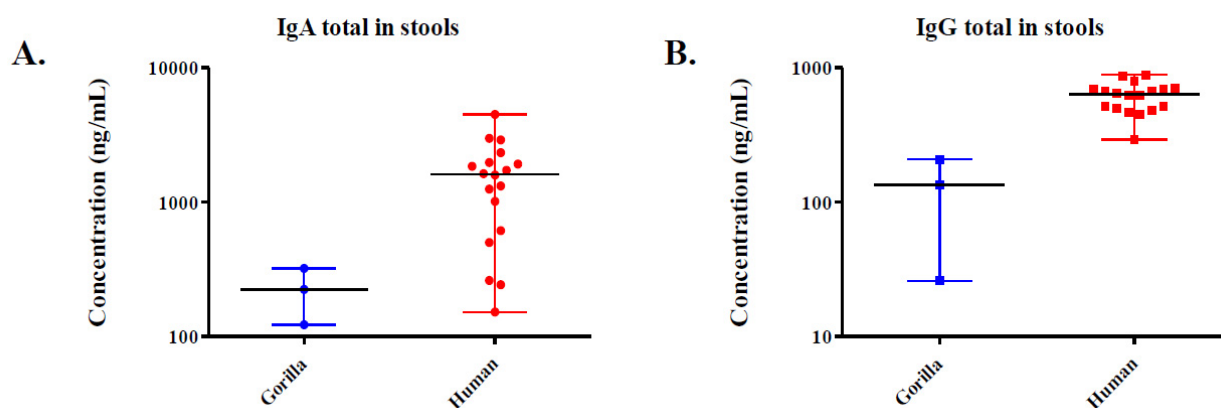 A.
IgA total in stools
Concentration (ng/mL)
10000
1000
100
Gorilla
Human
B.
IgG total in stools
Concentration (ng/mL)
1000
100
10
Gorilla
Human